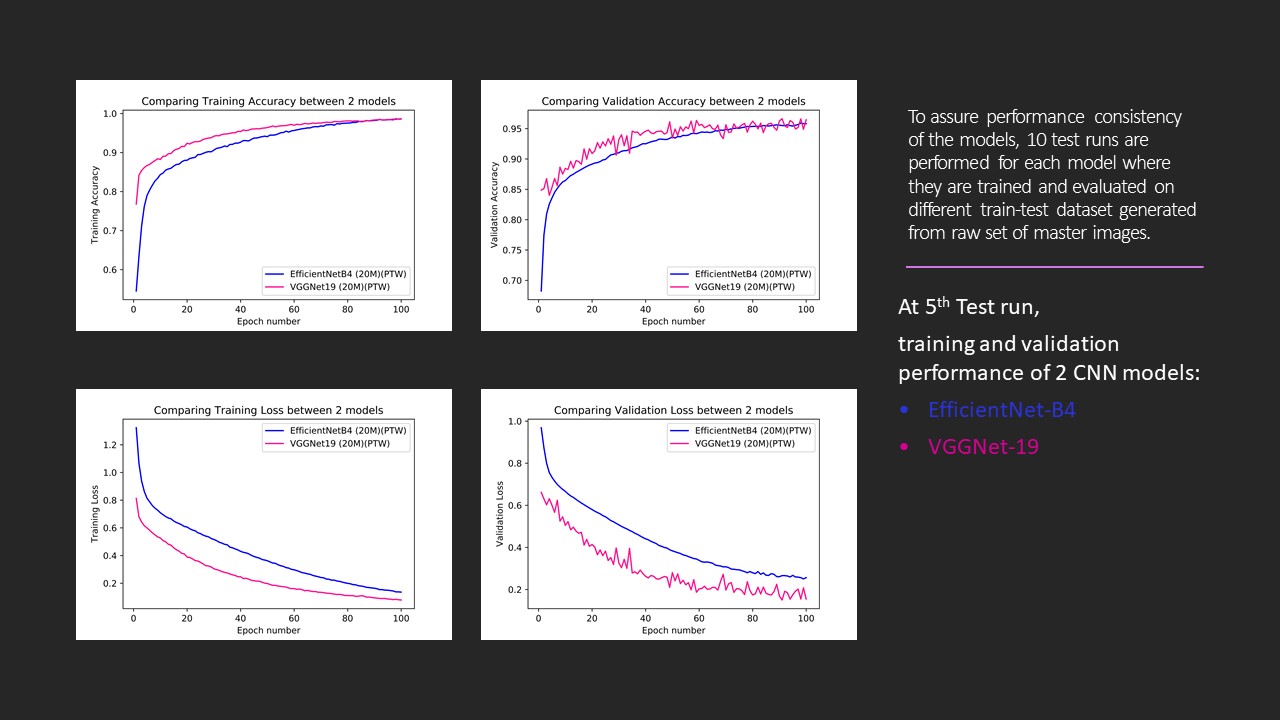 Comparing Training Accuracy between 2 models
1.0
0.9
0.8
0.7
0.6
Training Accuracy
EfficientNetB4 (20M)(PTW)
VGGNet19 (20M)(PTW)
0 20 40 60 80 100
Epoch number
Comparing Validation Accuracy between 2 models
0.95
0.90
0.85
0.80
0.75
0.70
Validation Accuracy
EfficientNetB4 (20M)(PTW)
VGGNet19 (20M)(PTW)
0 20 40 60 80 100
Epoch number
Comparing Training Loss between 2 models
1.2
1.0
0.8
0.6
0.4
0.2
Training Loss
EfficientNetB4 (20M)(PTW)
VGGNet19 (20M)(PTW)
0 20 40 60 80 100
Epoch number
Comparing Validation Loss between 2 models
1.0
0.8
0.6
0.4
0.2
Validation Loss
EfficientNetB4 (20M)(PTW)
VGGNet19 (20M)(PTW)
0 20 40 60 80 100
Epoch number
To assure performance consistency
of the models, 10 test runs are
performed for each model where
they are trained and evaluated on
different train-test dataset generated
from raw set of master images.
At 5th Test run,
training and validation
performance of 2 CNN models:
• EfficientNet-B4
• VGGNet-19